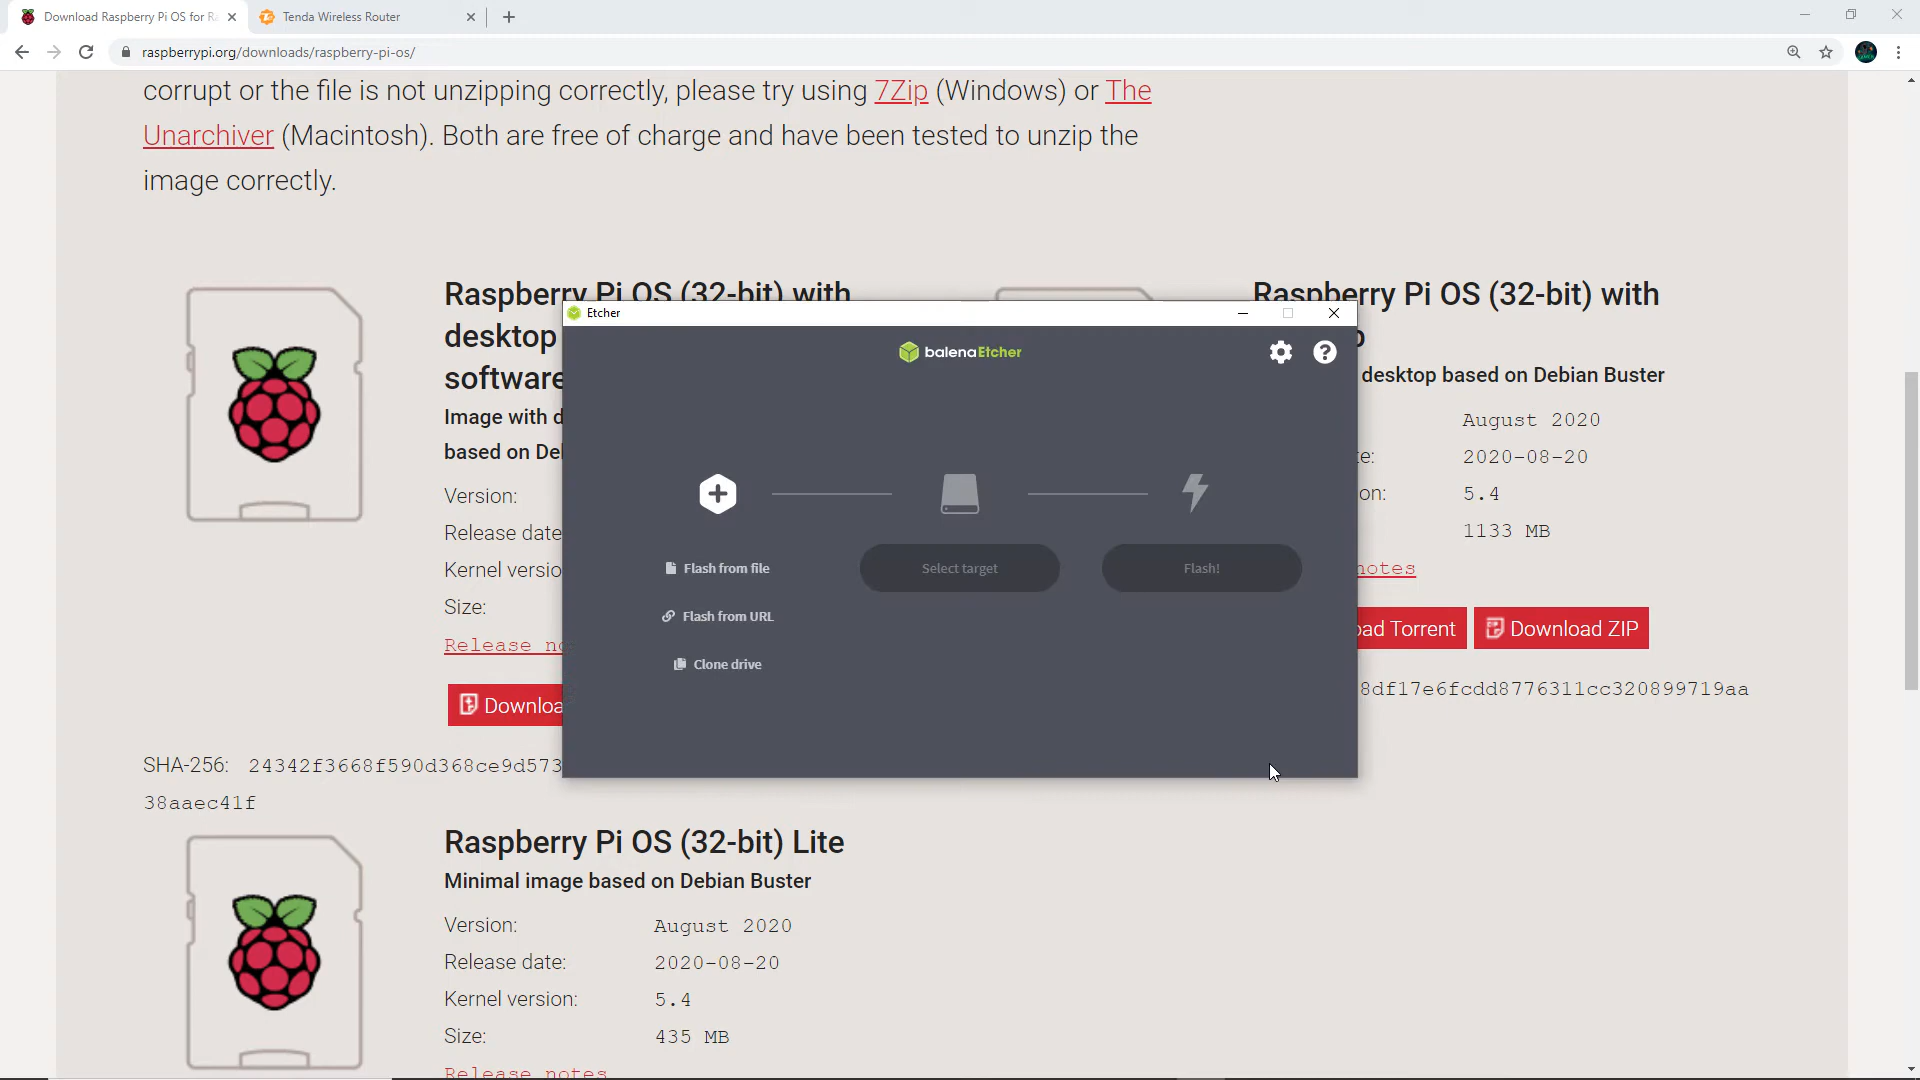 Download Raspberry Pi OS for Ra
Tenda Wireless Router
raspberrypi.org/downloads/raspberry-pi-os/
corrupt or the file is not unzipping correctly, please try using 7Zip (Windows) or The
Unarchiver (Macintosh). Both are free of charge and have been tested to unzip the
image correctly.
Raspberry Pi OS (32-bit) with
desktop
software
Image with d
based on Deb
Version:
Release date
Kernel versio
Size:
Release no
Downloa
SHA-256: 24342f3668f590d368ce9d573
38aaec41f
Etcher
balenaEtcher
Flash from file
Select target
Flash!
Flash from URL
Clone drive
Raspberry Pi OS (32-bit) with
p
desktop based on Debian Buster
August 2020
te: 2020-08-20
on: 5.4
1133 MB
notes
oad Torrent
Download ZIP
8df17e6fcdd8776311cc320899719aa
Raspberry Pi OS (32-bit) Lite
Minimal image based on Debian Buster
Version: August 2020
Release date: 2020-08-20
Kernel version: 5.4
Size: 435 MB
Release notes